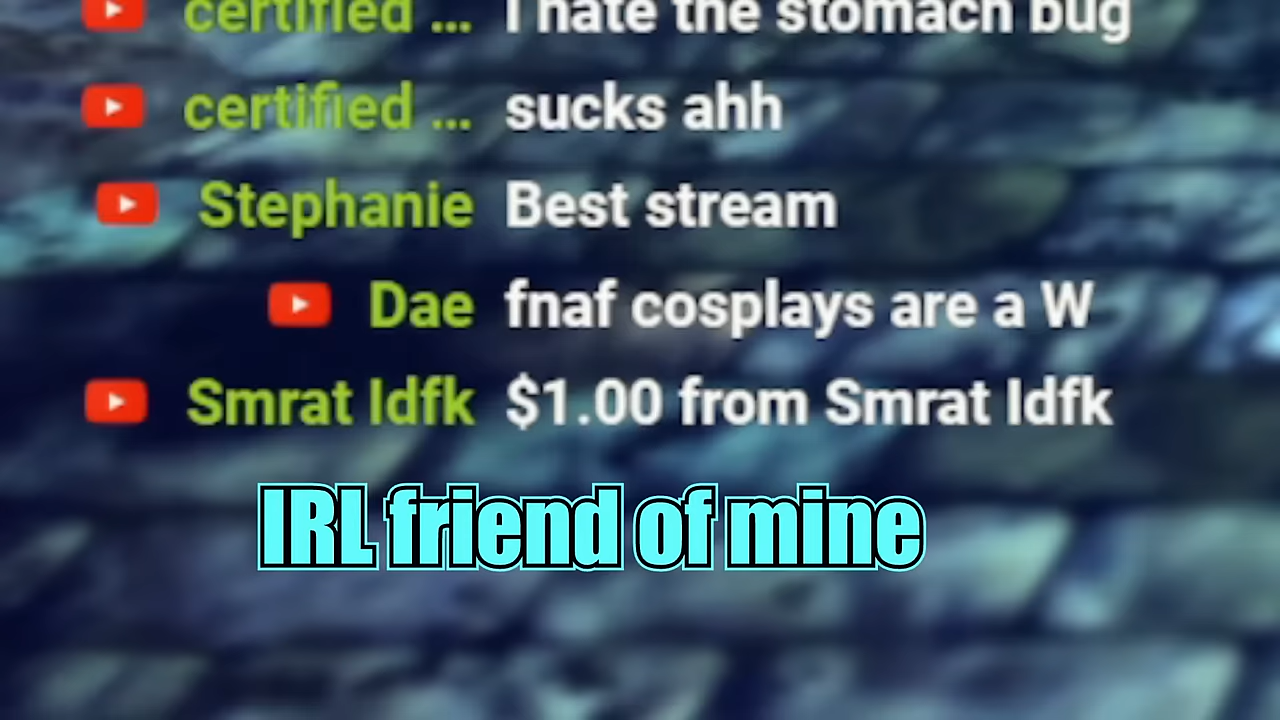 certified ... I hate the stomach bug
certified ... sucks ahh
Stephanie Best stream
Dae fnaf cosplays are a W
Smrat Idfk $1.00 from Smrat Idfk
IRL friend of mine